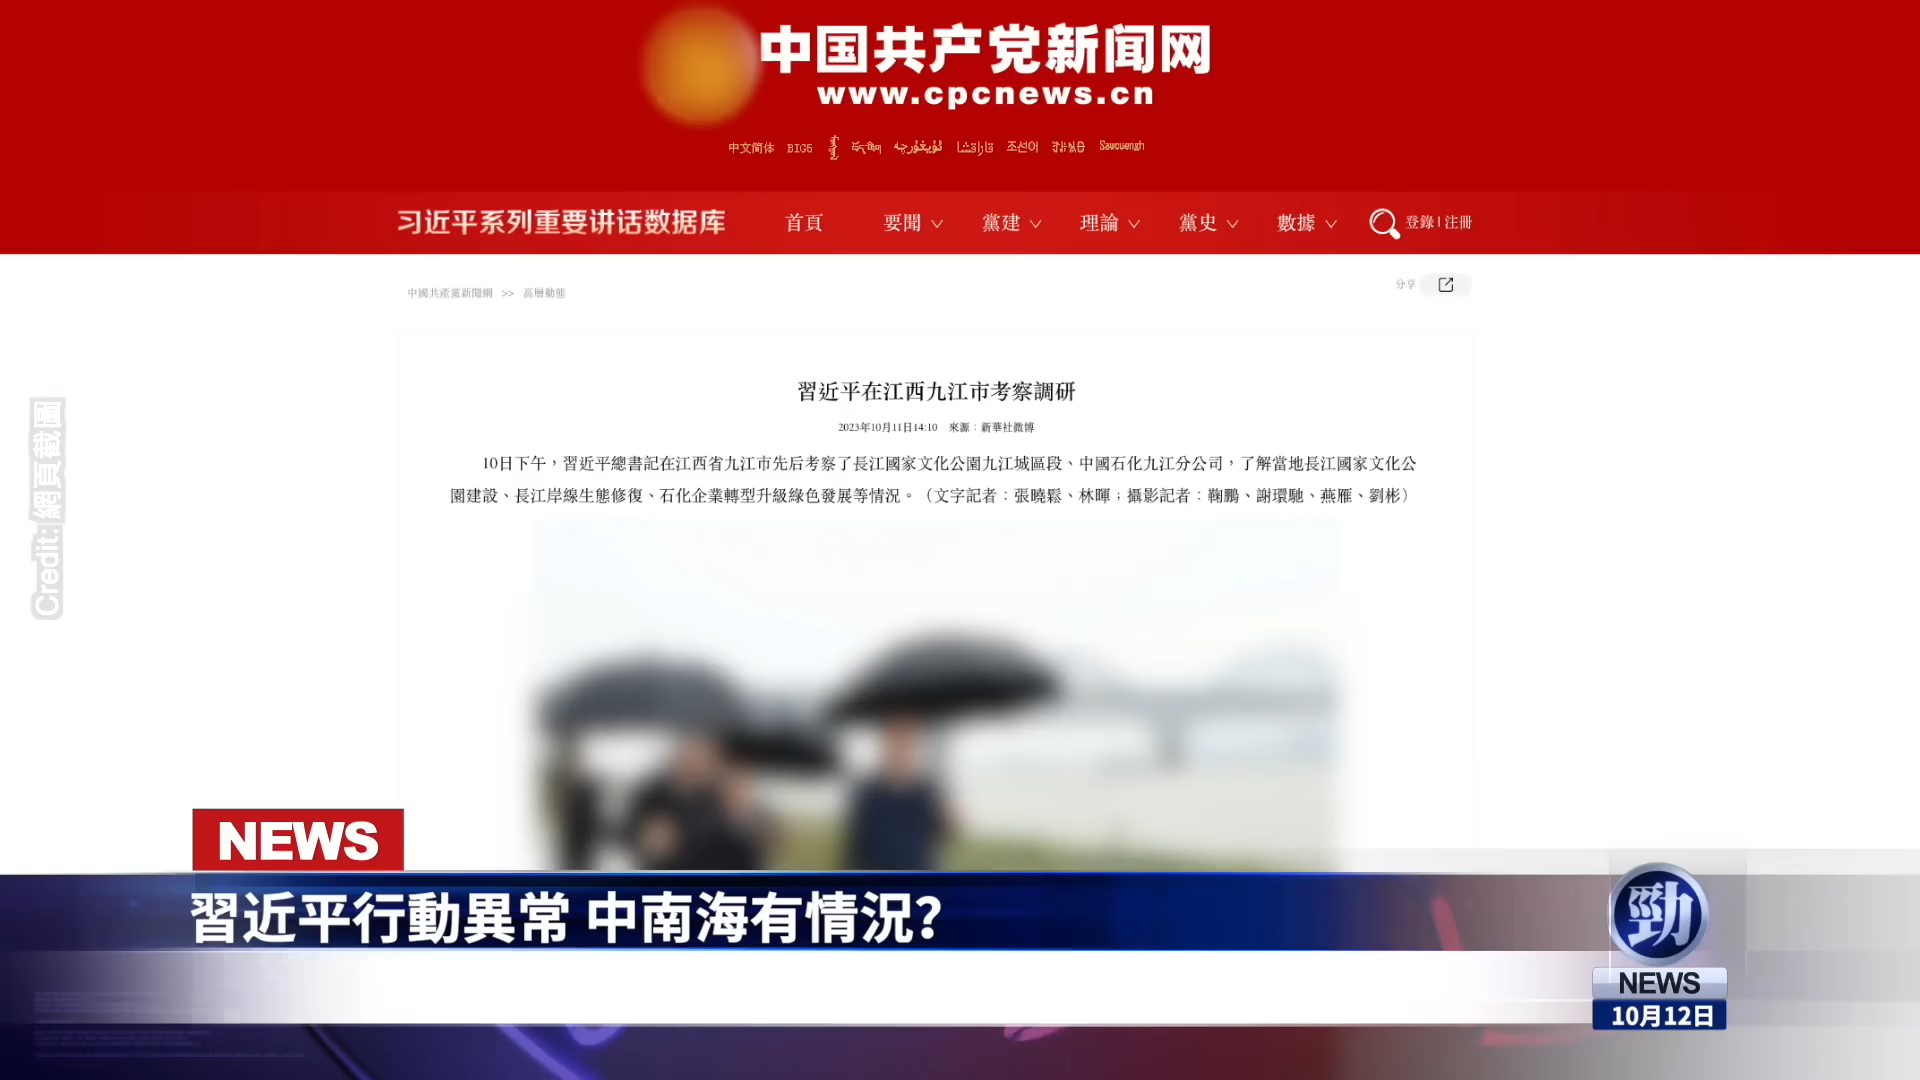 中国共产党新闻网
www.cpcnews.cn
中文简体 BIG5 ئۇيغۇرچە قازاقشا 조선어 Sawcuengh
习近平系列重要讲话数据库 首頁 要聞 黨建 理論 黨史 數據 登錄 | 注冊
中國共產黨新聞網 >> 高層動態
分享
習近平在江西九江市考察調研
2023年10月11日14:10 來源：新華社微博
10日下午，習近平總書記在江西省九江市先后考察了長江國家文化公園九江城區段、中國石化九江分公司，了解當地長江國家文化公
園建設、長江岸線生態修復、石化企業轉型升級綠色發展等情況。（文字記者：張曉鬆、林暉；攝影記者：鞠鵬、謝環馳、燕雁、劉彬）
Credit: 網頁截圖
NEWS
習近平行動異常 中南海有情況?
勁
NEWS
10月12日